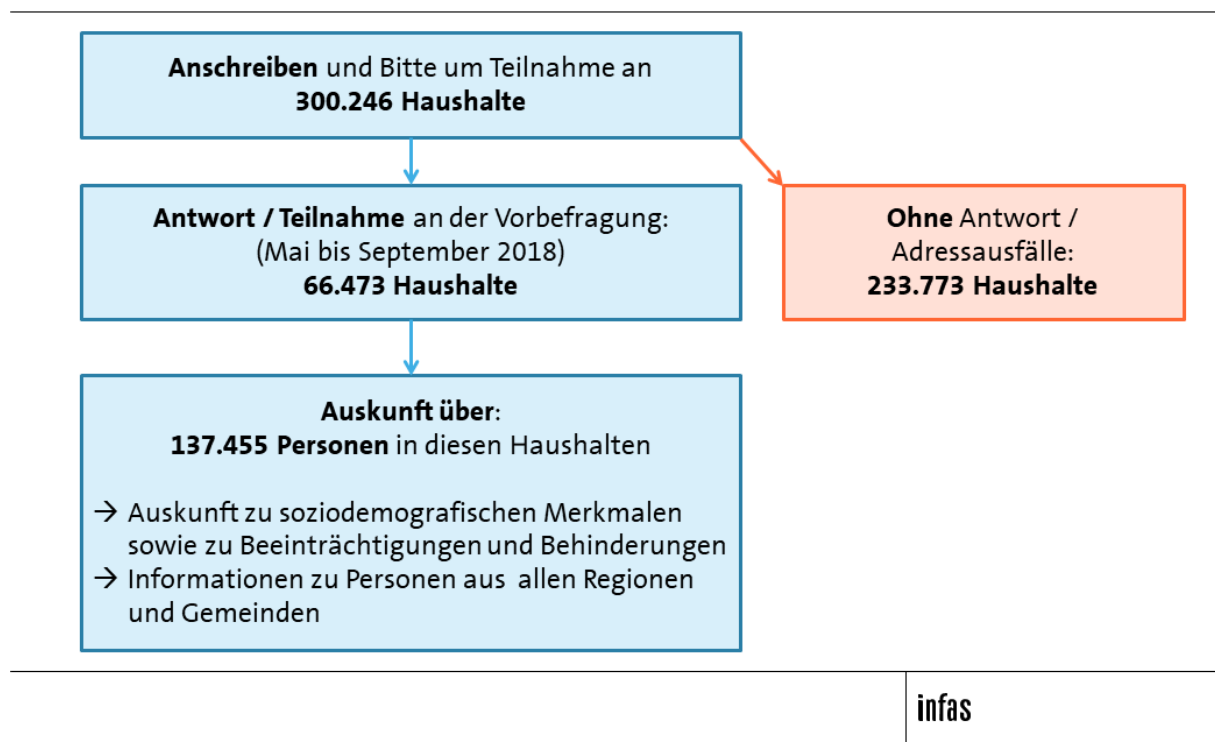 Anschreiben und Bitte um Teilnahme an
300.246 Haushalte
Antwort / Teilnahme an der Vorbefragung:
(Mai bis September 2018)
66.473 Haushalte
Ohne Antwort /
Adressausfälle:
233.773 Haushalte
Auskunft über:
137.455 Personen in diesen Haushalten
→ Auskunft zu soziodemografischen Merkmalen
sowie zu Beeinträchtigungen und Behinderungen
→ Informationen zu Personen aus allen Regionen
und Gemeinden
infas